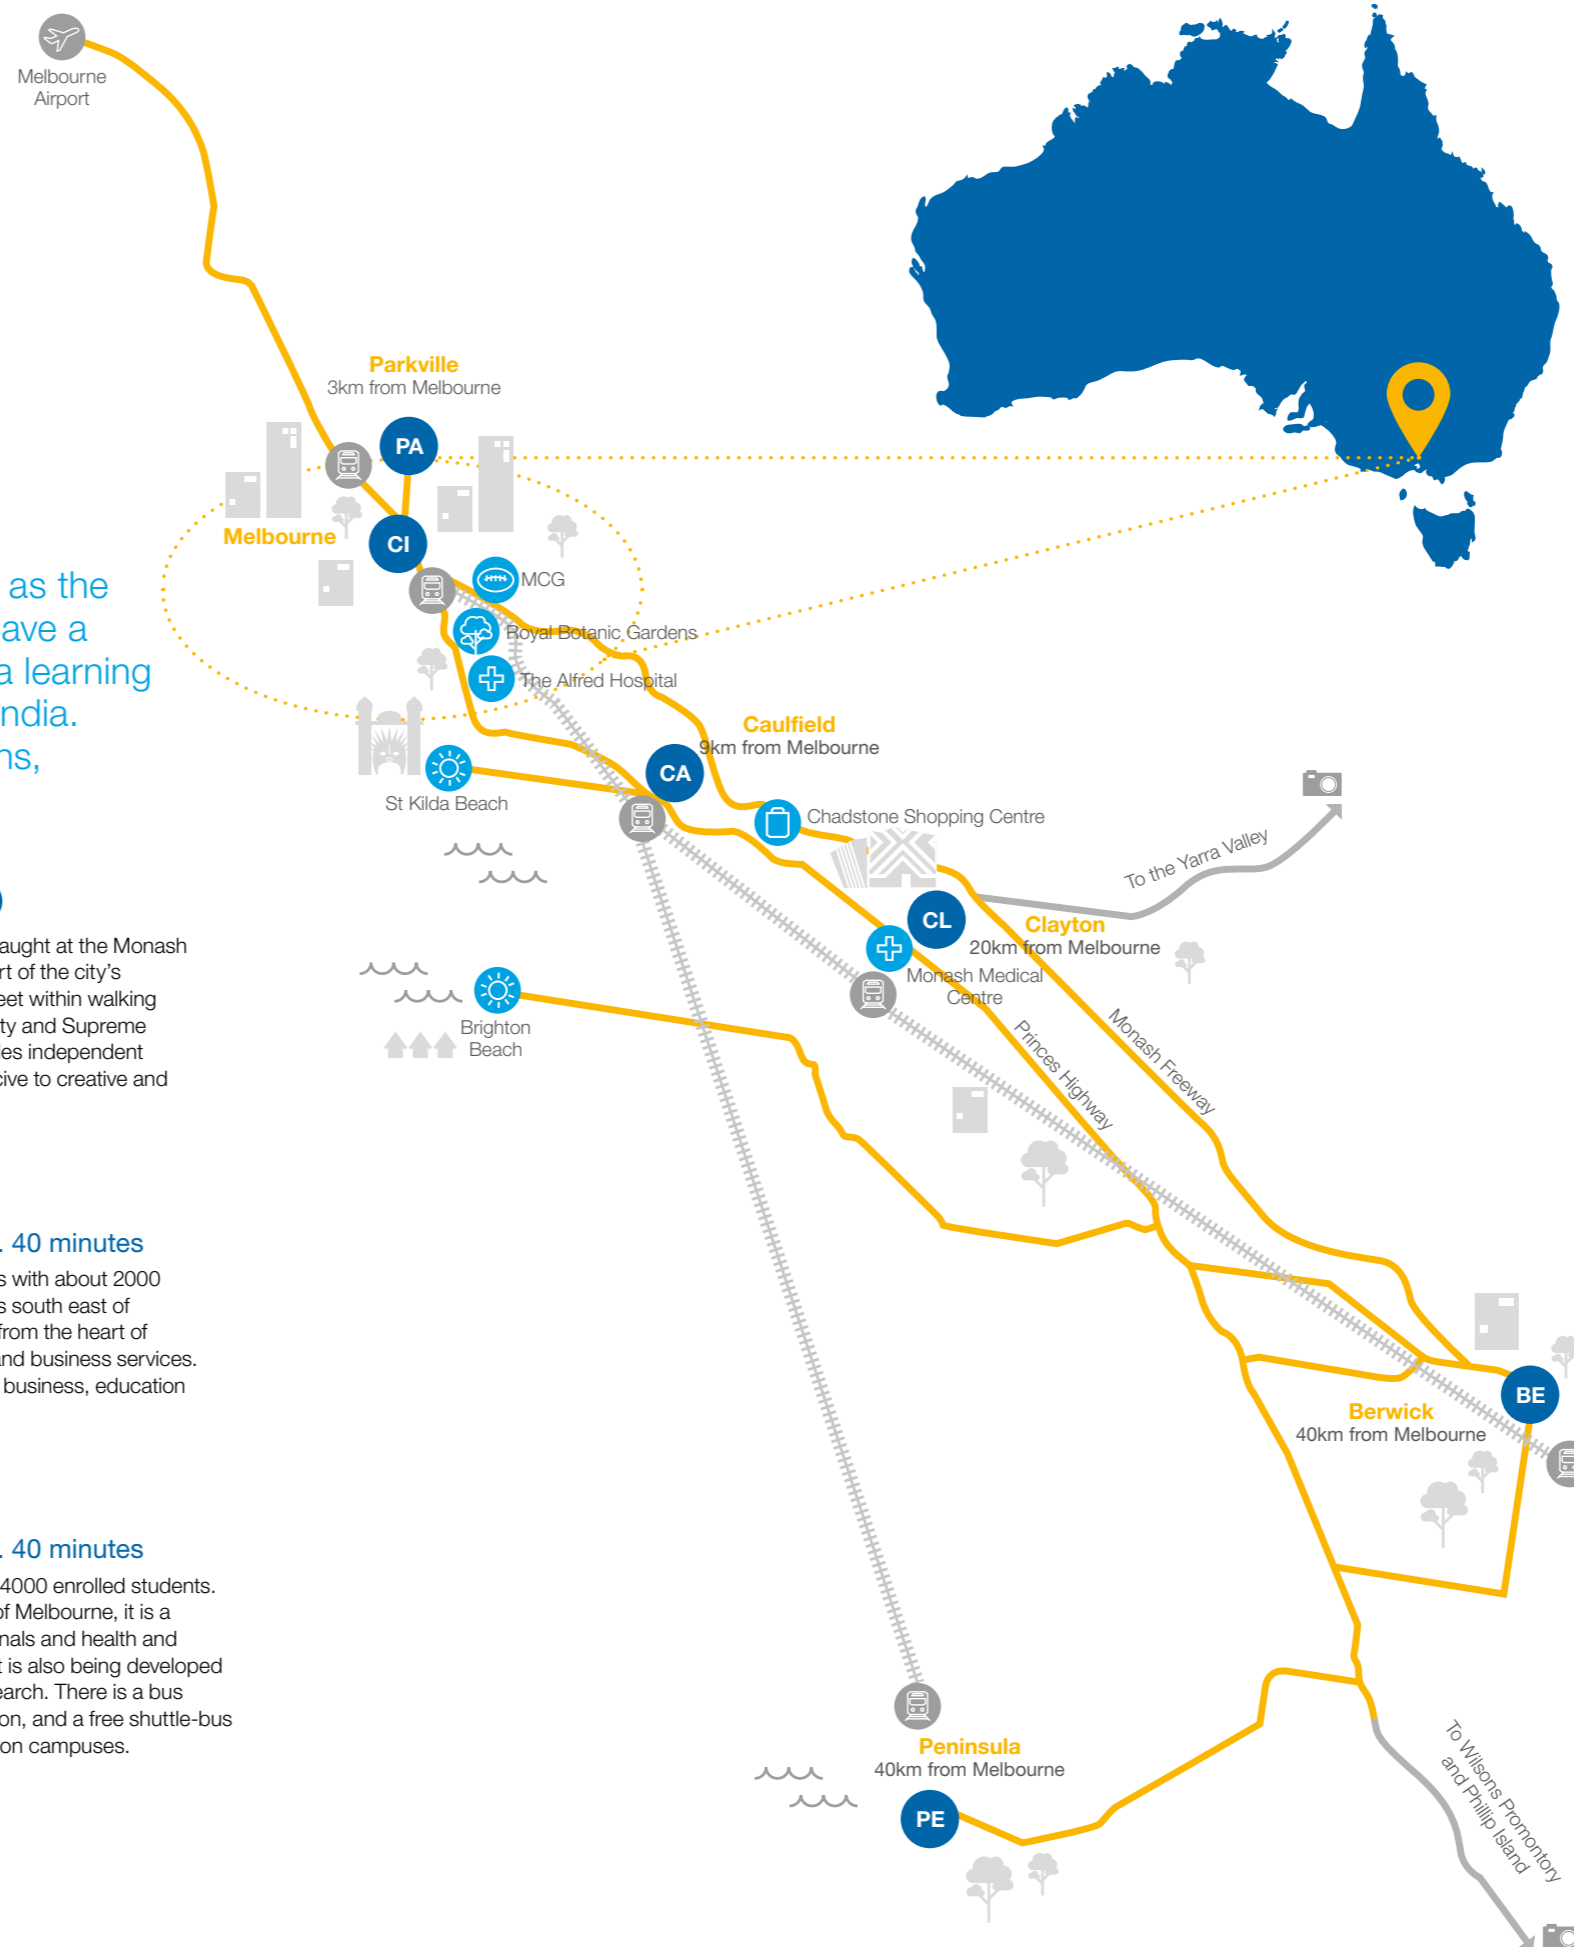 Melbourne
Airport
Parkville
3km from Melbourne
PA
Melbourne
CI
MCG
Royal Botanic Gardens
The Alfred Hospital
as the
ave a
a learning
ndia.
ns,
Caulfield
9km from Melbourne
CA
St Kilda Beach
Chadstone Shopping Centre
To the Yarra Valley
CL
Clayton
20km from Melbourne
Monash Medical
Centre
aught at the Monash
rt of the city's
eet within walking
ty and Supreme
les independent
cive to creative and
Brighton
Beach
Princes Highway
Monash Freeway
. 40 minutes
s with about 2000
s south east of
from the heart of
and business services.
business, education
BE
Berwick
40km from Melbourne
. 40 minutes
4000 enrolled students.
of Melbourne, it is a
nals and health and
t is also being developed
earch. There is a bus
on, and a free shuttle-bus
on campuses.
Peninsula
40km from Melbourne
PE
To Wilsons Promontory
and Phillip Island